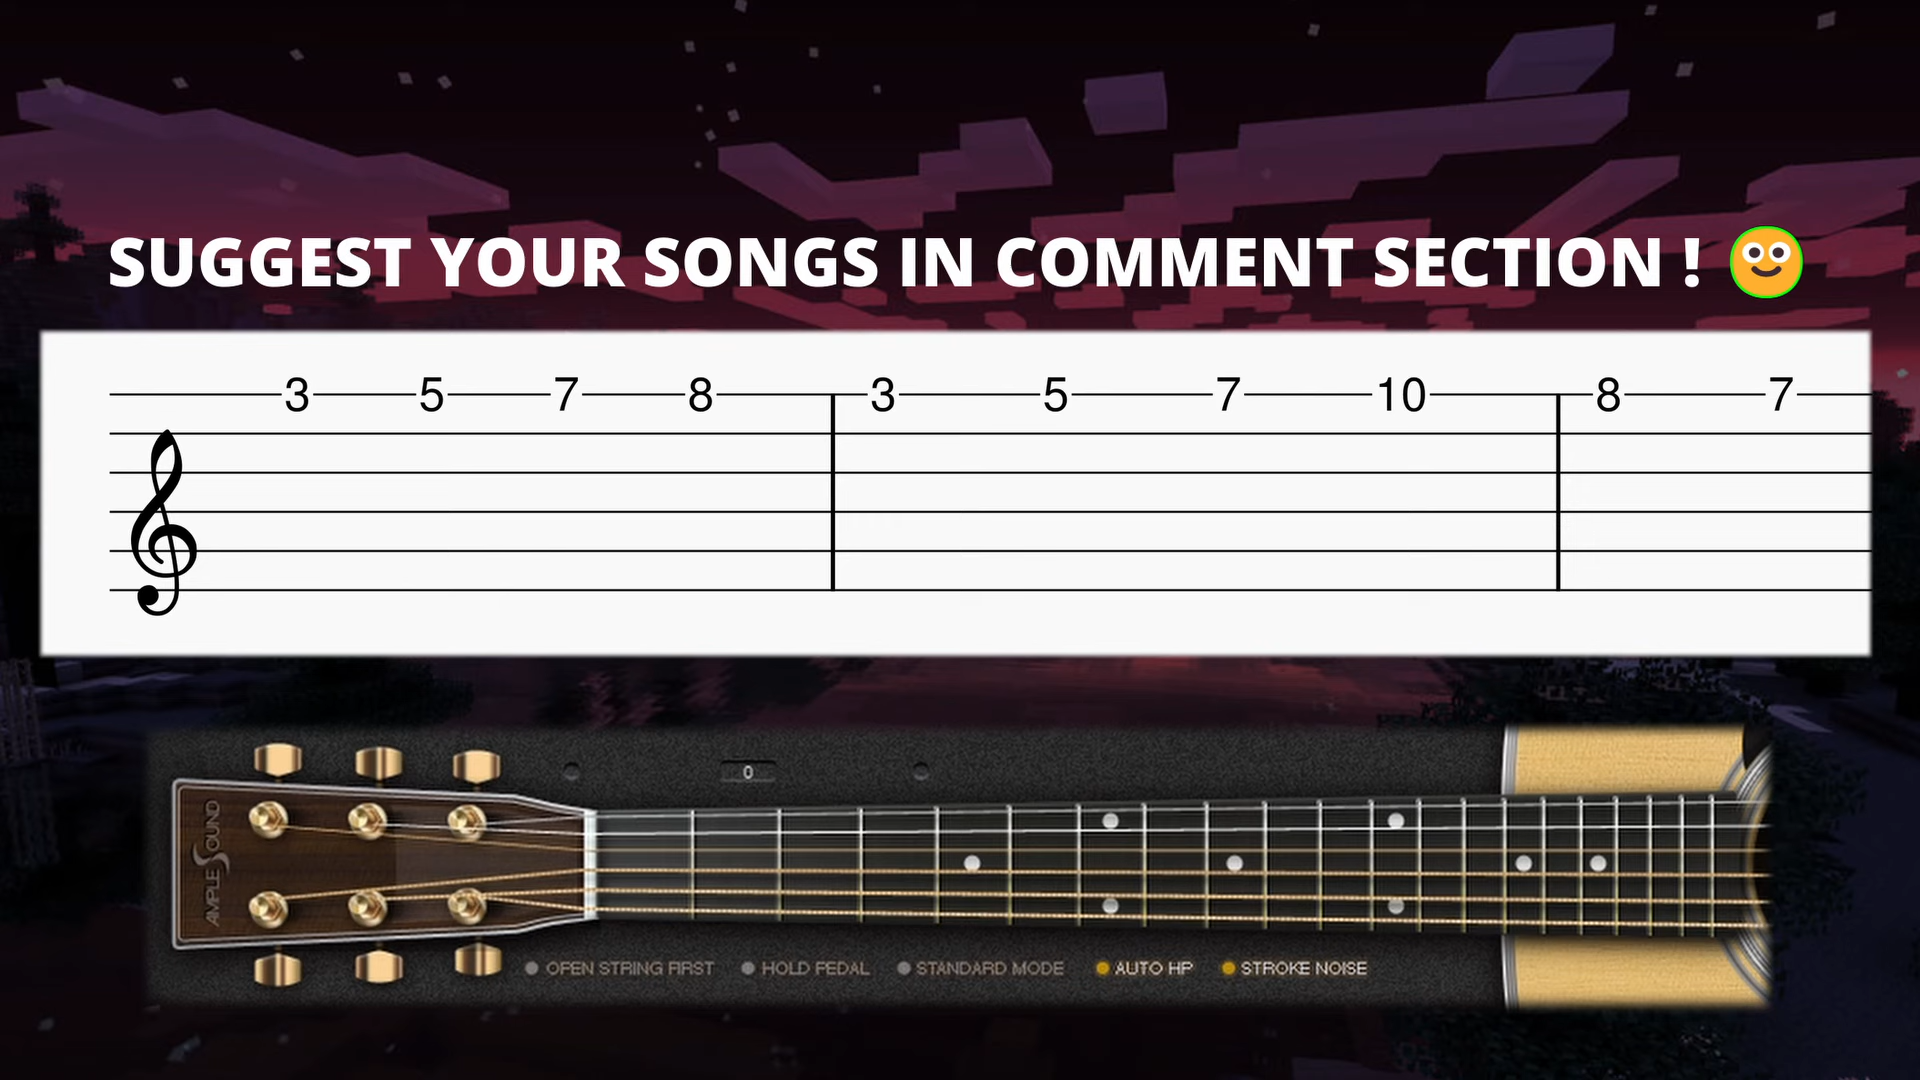 SUGGEST YOUR SONGS IN COMMENT SECTION !
3 5 7 8 3 5 7 10 8 7
0
AMPLE SOUND
OPEN STRING FIRST HOLD PEDAL STANDARD MODE AUTO HP STROKE NOISE